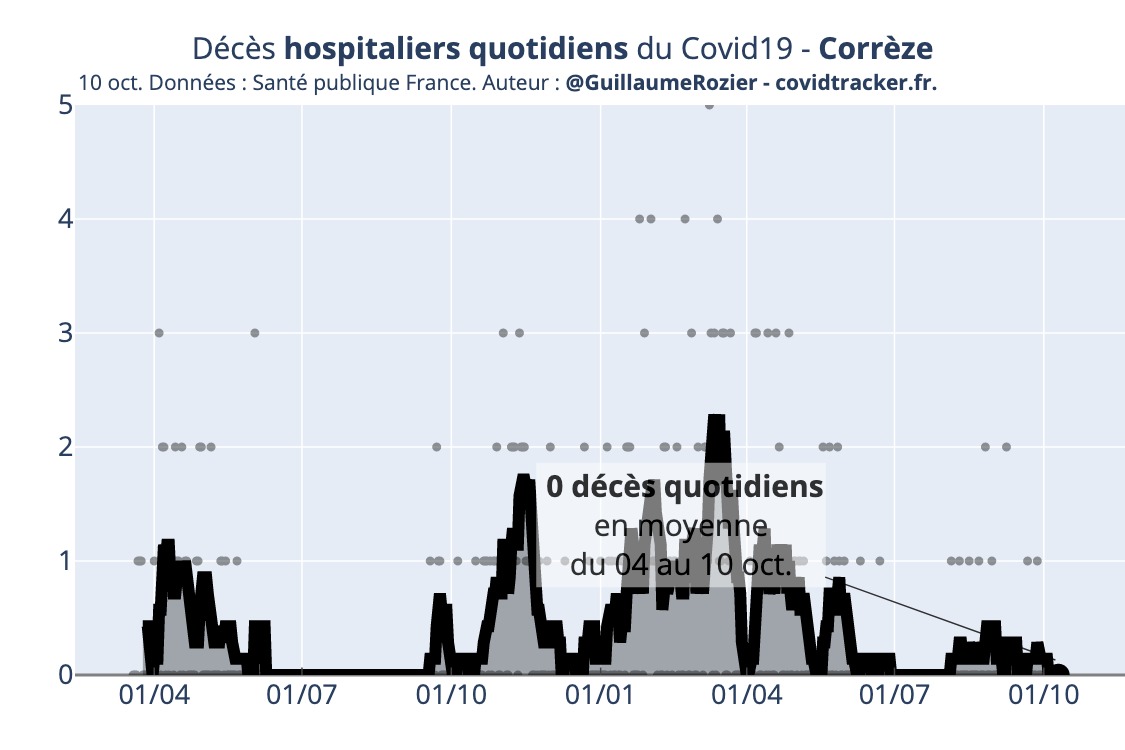 Décès hospitaliers quotidiens du Covid19 - Corrèze
10 oct. Données : Santé publique France. Auteur : @GuillaumeRozier - covidtracker.fr.
5
4
3
2
1
0
0 décès quotidiens
en moyenne
du 04 au 10 oct.
01/04 01/07 01/10 01/01 01/04 01/07 01/10